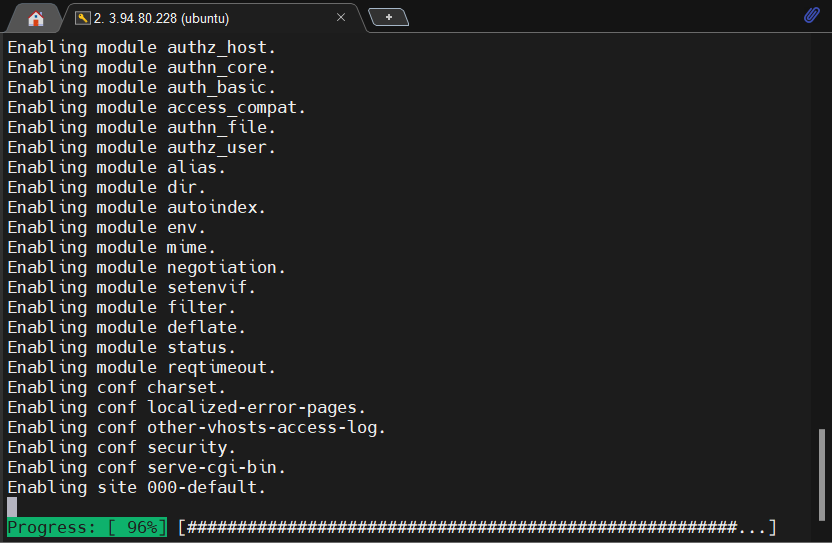 2. 3.94.80.228 (ubuntu)
Enabling module authz_host.
Enabling module authn_core.
Enabling module auth_basic.
Enabling module access_compat.
Enabling module authn_file.
Enabling module authz_user.
Enabling module alias.
Enabling module dir.
Enabling module autoindex.
Enabling module env.
Enabling module mime.
Enabling module negotiation.
Enabling module setenvif.
Enabling module filter.
Enabling module deflate.
Enabling module status.
Enabling module reqtimeout.
Enabling conf charset.
Enabling conf localized-error-pages.
Enabling conf other-vhosts-access-log.
Enabling conf security.
Enabling conf serve-cgi-bin.
Enabling site 000-default.
Progress: [ 96%] [#######################################################...]